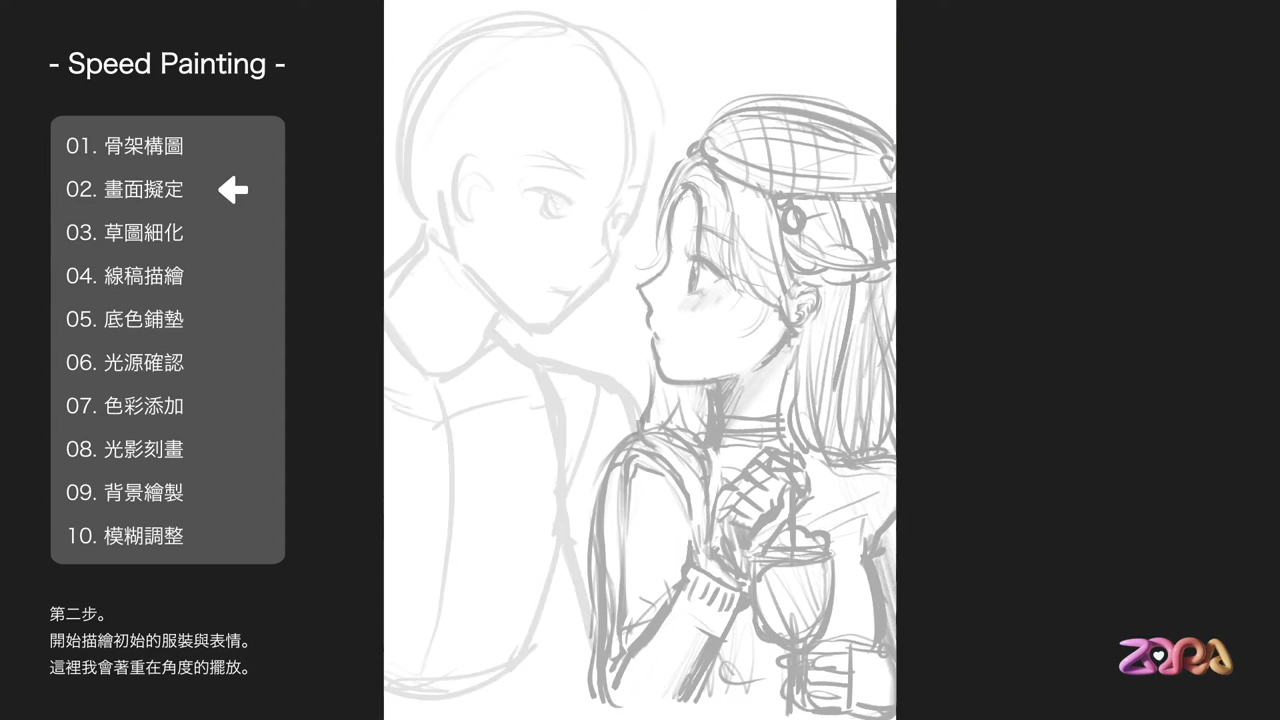 - Speed Painting -
01. 骨架構圖
02. 畫面擬定
03. 草圖細化
04. 線稿描繪
05. 底色鋪墊
06. 光源確認
07. 色彩添加
08. 光影刻畫
09. 背景繪製
10. 模糊調整
第二步。
開始描繪初始的服裝與表情。
這裡我會著重在角度的擺放。
ZORA